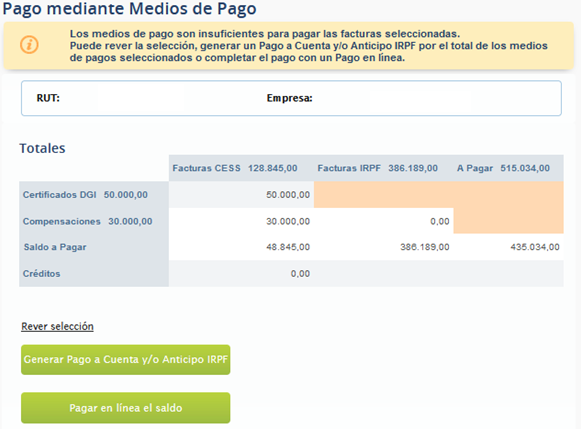 Pago mediante Medios de Pago
Los medios de pago son insuficientes para pagar las facturas seleccionadas.
Puede rever la selección, generar un Pago a Cuenta y/o Anticipo IRPF por el total de los medios
de pagos seleccionados o completar el pago con un Pago en línea.
RUT: Empresa:
Totales
Facturas CESS 128.845,00 Facturas IRPF 386.189,00 A Pagar 515.034,00
Certificados DGI 50.000,00 50.000,00
Compensaciones 30.000,00 30.000,00 0,00
Saldo a Pagar 48.845,00 386.189,00 435.034,00
Créditos 0,00
Rever selección
Generar Pago a Cuenta y/o Anticipo IRPF
Pagar en línea el saldo